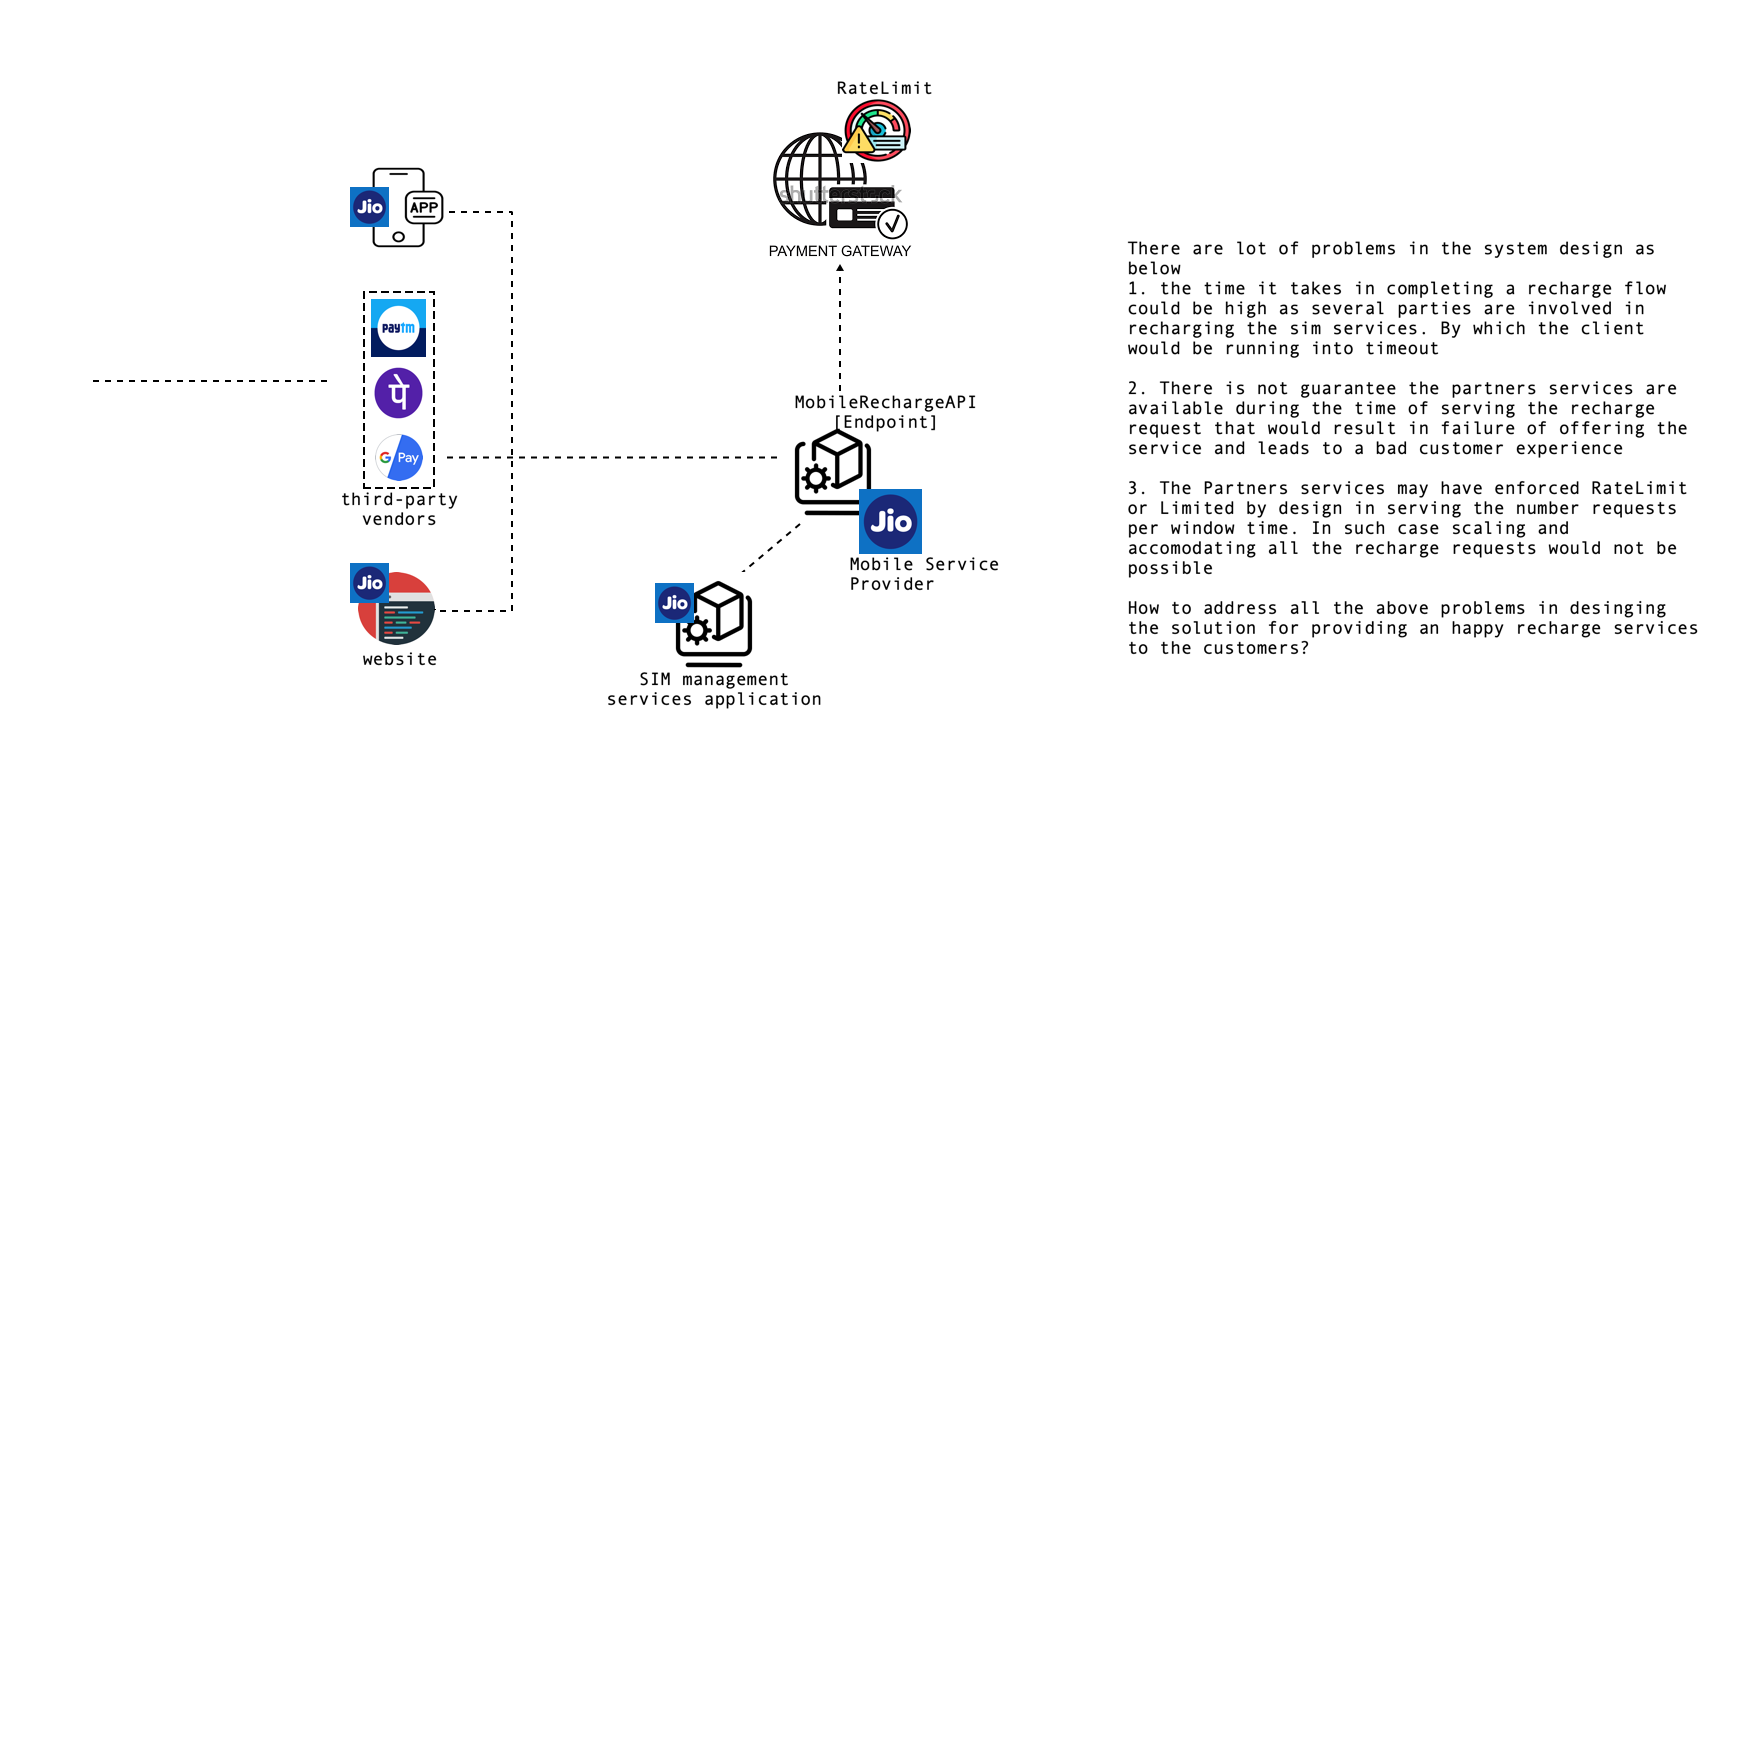 RateLimit
shutterstock
PAYMENT GATEWAY
Jio
APP
paytm
पे
G Pay
third-party
vendors
Jio
website
MobileRechargeAPI
[Endpoint]
Jio
Mobile Service
Provider
Jio
SIM management
services application
There are lot of problems in the system design as
below
1. the time it takes in completing a recharge flow
could be high as several parties are involved in
recharging the sim services. By which the client
would be running into timeout
2. There is not guarantee the partners services are
available during the time of serving the recharge
request that would result in failure of offering the
service and leads to a bad customer experience
3. The Partners services may have enforced RateLimit
or Limited by design in serving the number requests
per window time. In such case scaling and
accomodating all the recharge requests would not be
possible
How to address all the above problems in desinging
the solution for providing an happy recharge services
to the customers?